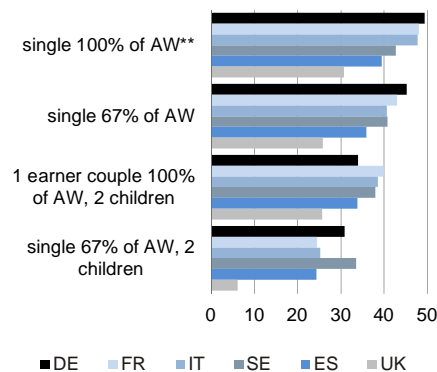 single 100% of AW**
single 67% of AW
1 earner couple 100%
of AW, 2 children
single 67% of AW, 2
children
0 10 20 30 40 50
DE FR IT SE ES UK